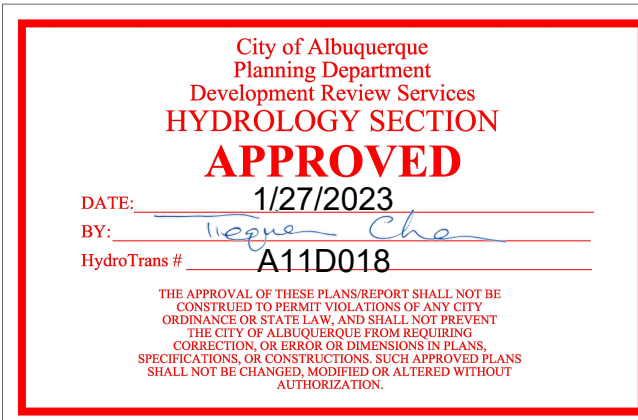 City of Albuquerque
Planning Department
Development Review Services
HYDROLOGY SECTION
APPROVED
DATE: 1/27/2023
BY: Chen
HydroTrans # A11D018
THE APPROVAL OF THESE PLANS/REPORT SHALL NOT BE
CONSTRUED TO PERMIT VIOLATIONS OF ANY CITY
ORDINANCE OR STATE LAW, AND SHALL NOT PREVENT
THE CITY OF ALBUQUERQUE FROM REQUIRING
CORRECTION, OR ERROR OR DIMENSIONS IN PLANS,
SPECIFICATIONS, OR CONSTRUCTIONS. SUCH APPROVED PLANS
SHALL NOT BE CHANGED, MODIFIED OR ALTERED WITHOUT
AUTHORIZATION.